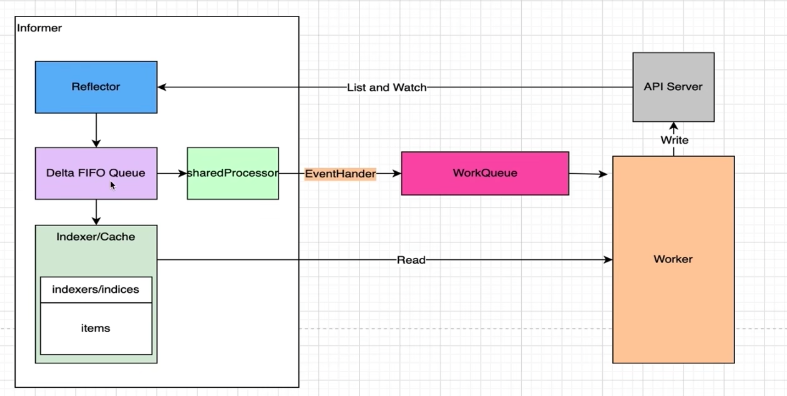 Informer
Reflector
List and Watch
API Server
Write
Delta FIFO Queue
sharedProcessor
EventHander
WorkQueue
Indexer/Cache
Read
Worker
indexers/indices
items